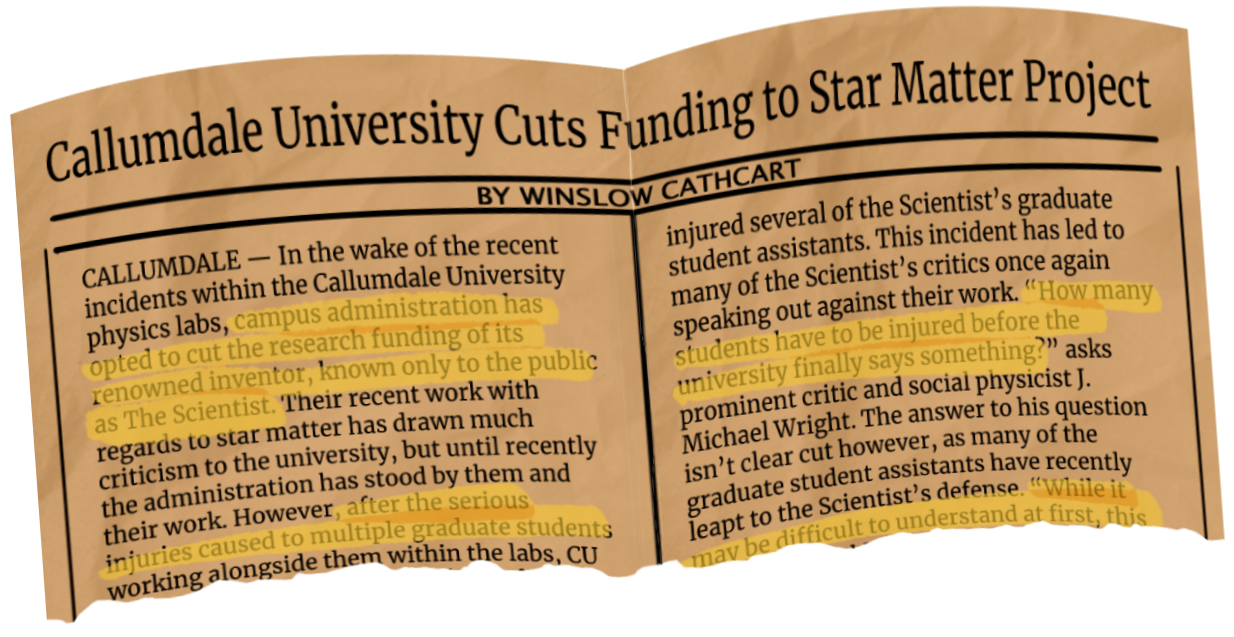 Callumdale University Cuts Funding to Star Matter Project
BY WINSLOW CATHCART
CALLUMDALE — In the wake of the recent
incidents within the Callumdale University
physics labs, campus administration has
opted to cut the research funding of its
renowned inventor, known only to the public
as The Scientist. Their recent work with
regards to star matter has drawn much
criticism to the university, but until recently
the administration has stood by them and
their work. However, after the serious
injuries caused to multiple graduate students
working alongside them within the labs, CU
injured several of the Scientist’s graduate
student assistants. This incident has led to
many of the Scientist’s critics once again
speaking out against their work. “How many
students have to be injured before the
university finally says something?” asks
prominent critic and social physicist J.
Michael Wright. The answer to his question
isn’t clear cut however, as many of the
graduate student assistants have recently
leapt to the Scientist’s defense. “While it
may be difficult to understand at first, this